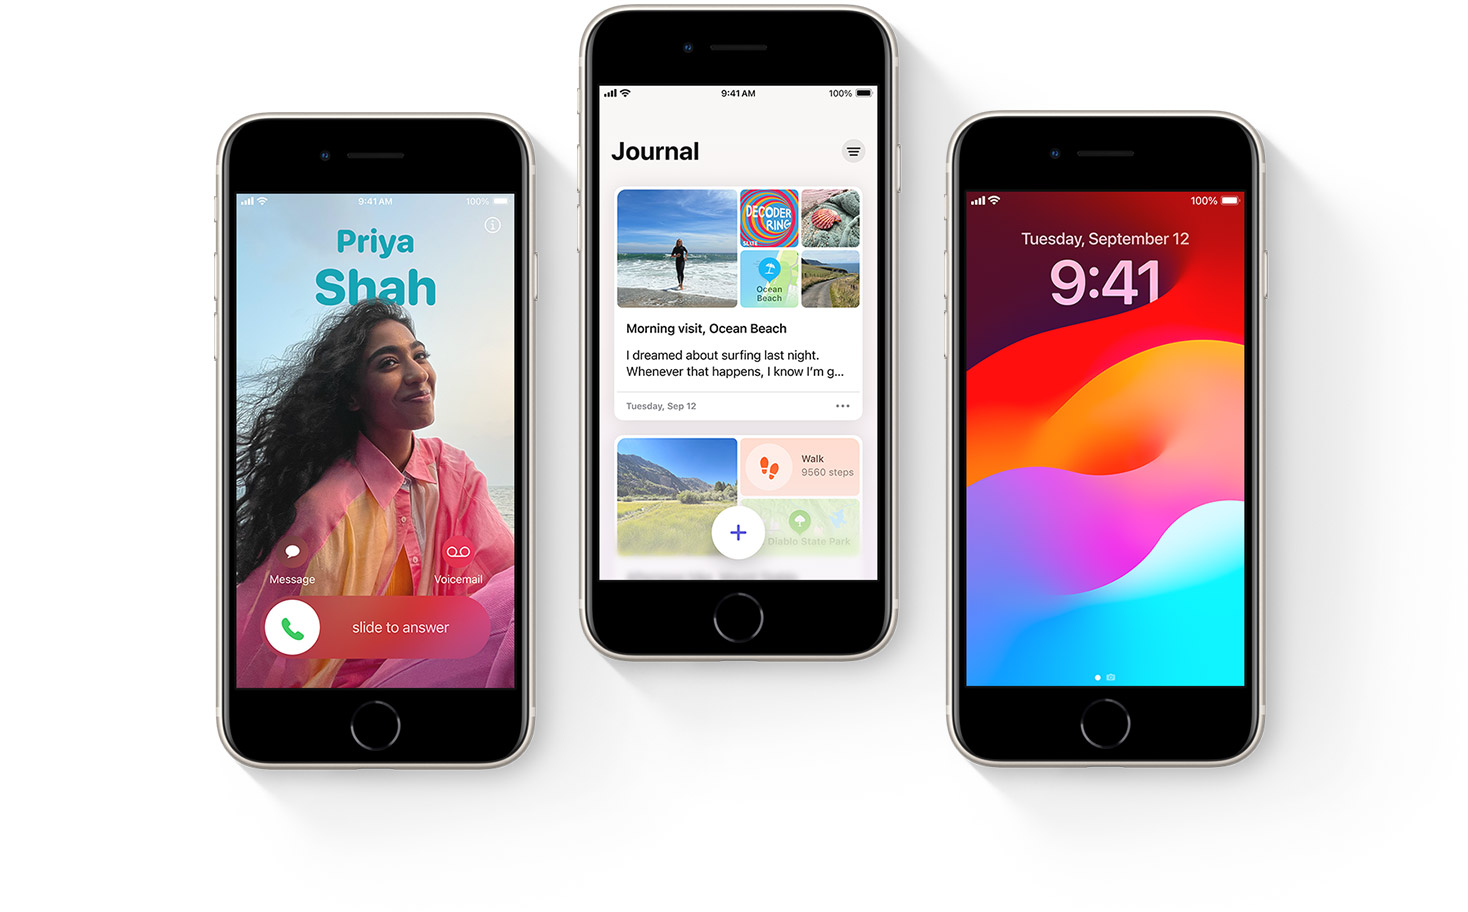 9:41 AM
100%
Priya
Shah
Message
Voicemail
slide to answer
9:41 AM
100%
Journal
DECODER
RING
SLATE
Ocean
Beach
Morning visit, Ocean Beach
I dreamed about surfing last night.
Whenever that happens, I know I'm g...
Tuesday, Sep 12
Walk
9560 steps
Diablo State Park
100%
Tuesday, September 12
9:41